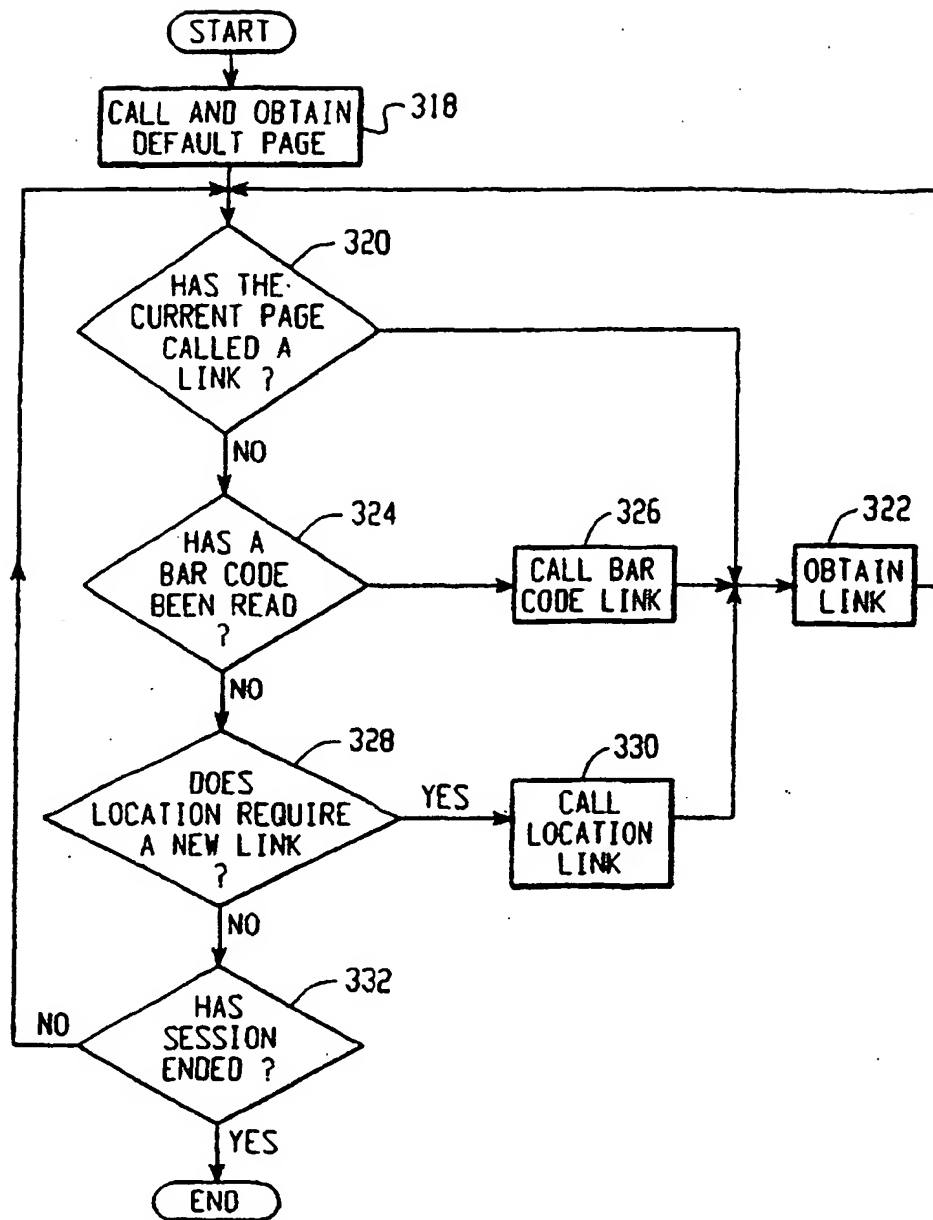 START
CALL AND OBTAIN
DEFAULT PAGE
318
320
HAS THE
CURRENT PAGE
CALLED A
LINK ?
NO
324
HAS A
BAR CODE
BEEN READ
?
326
CALL BAR
CODE LINK
322
OBTAIN
LINK
NO
328
DOES
LOCATION REQUIRE
A NEW LINK
?
YES
330
CALL
LOCATION
LINK
NO
332
HAS
SESSION
ENDED ?
NO
YES
END